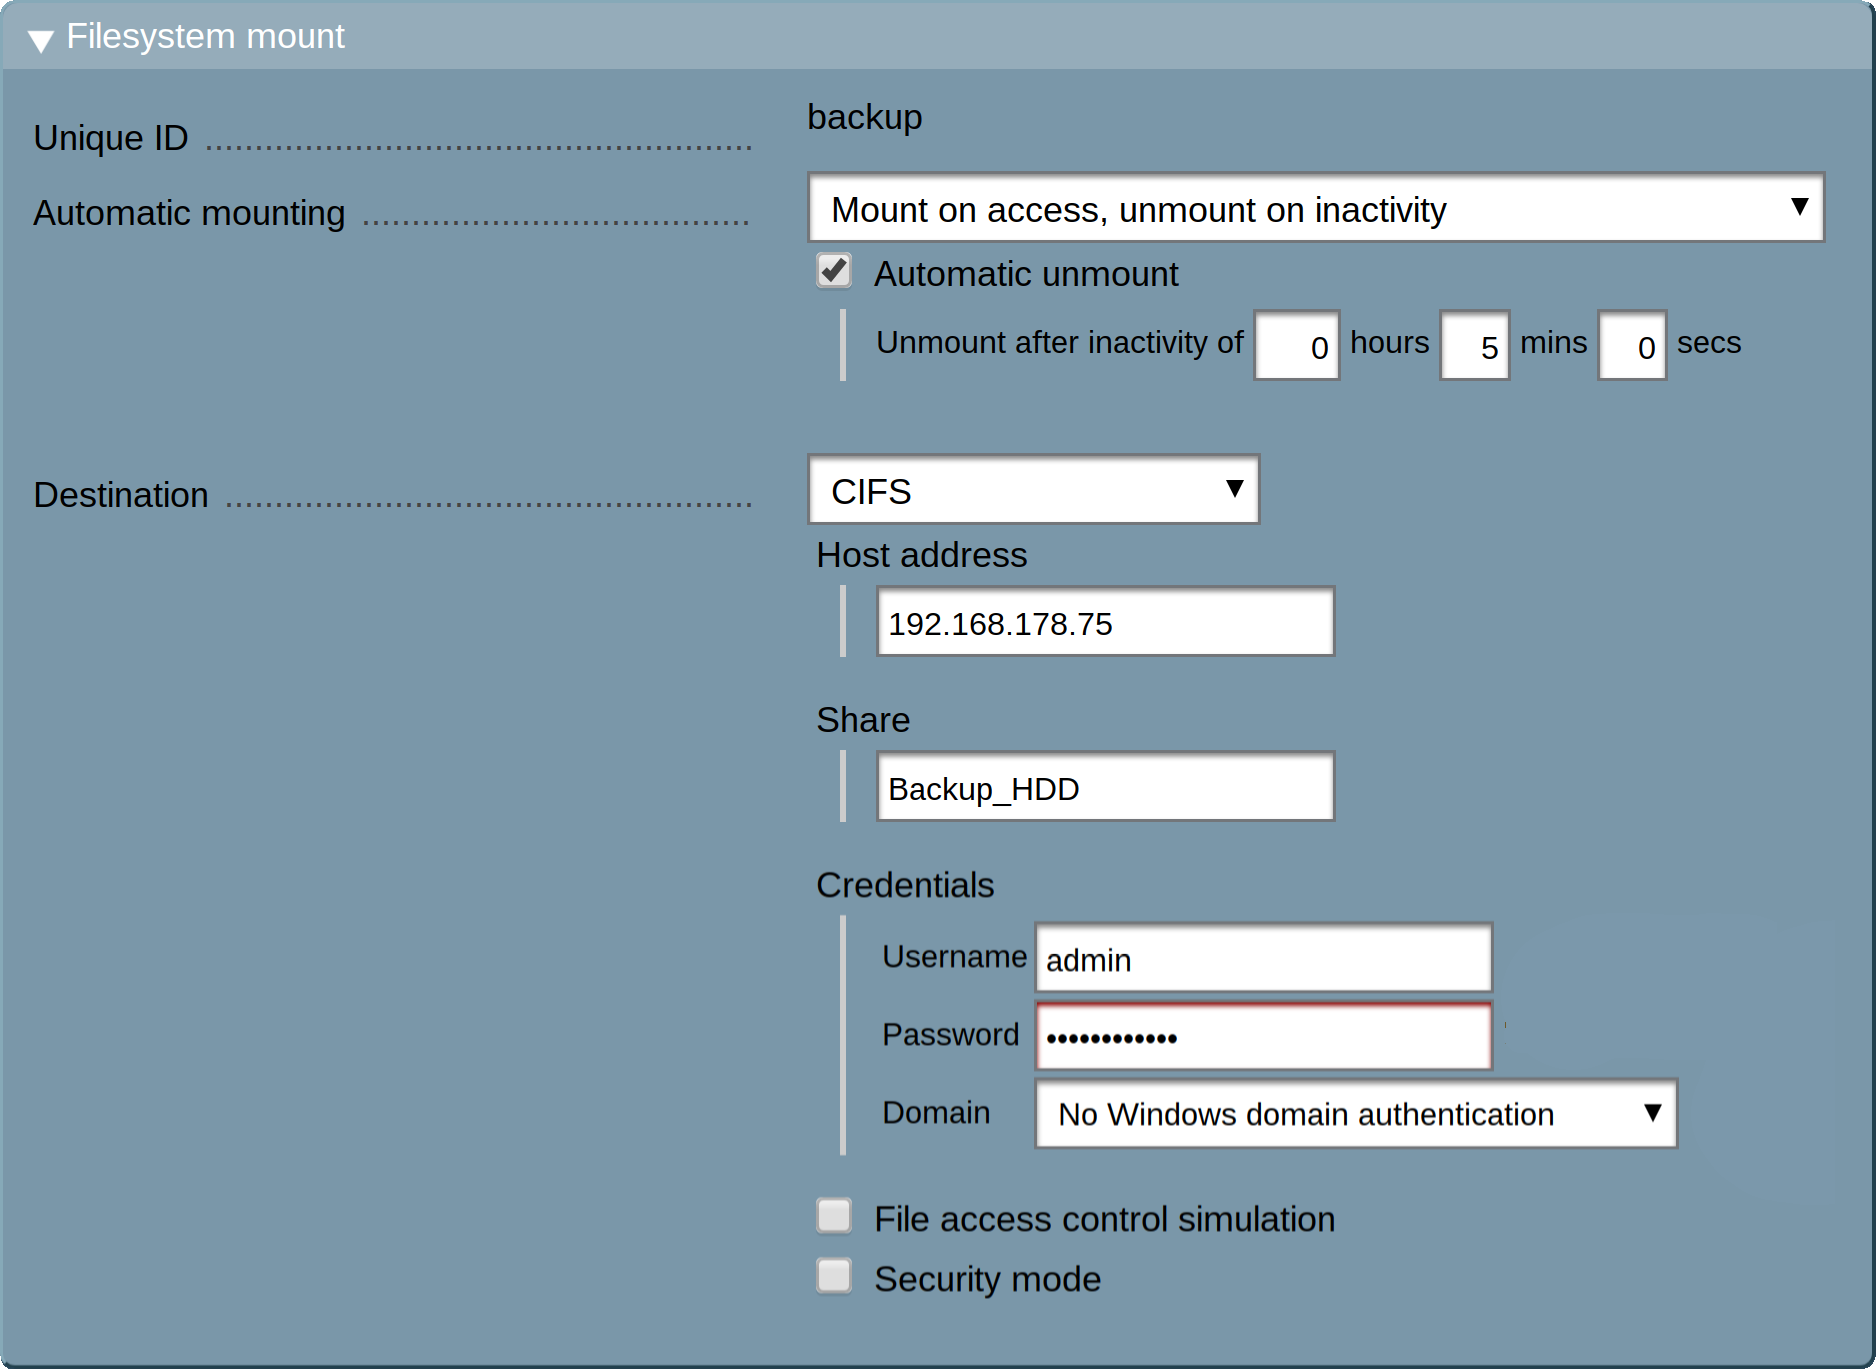 Filesystem mount
Unique ID
backup
Automatic mounting
Mount on access, unmount on inactivity
Automatic unmount
Unmount after inactivity of 0 hours 5 mins 0 secs
Destination
CIFS
Host address
192.168.178.75
Share
Backup_HDD
Credentials
Username admin
Password ••••••••••••
Domain No Windows domain authentication
File access control simulation
Security mode